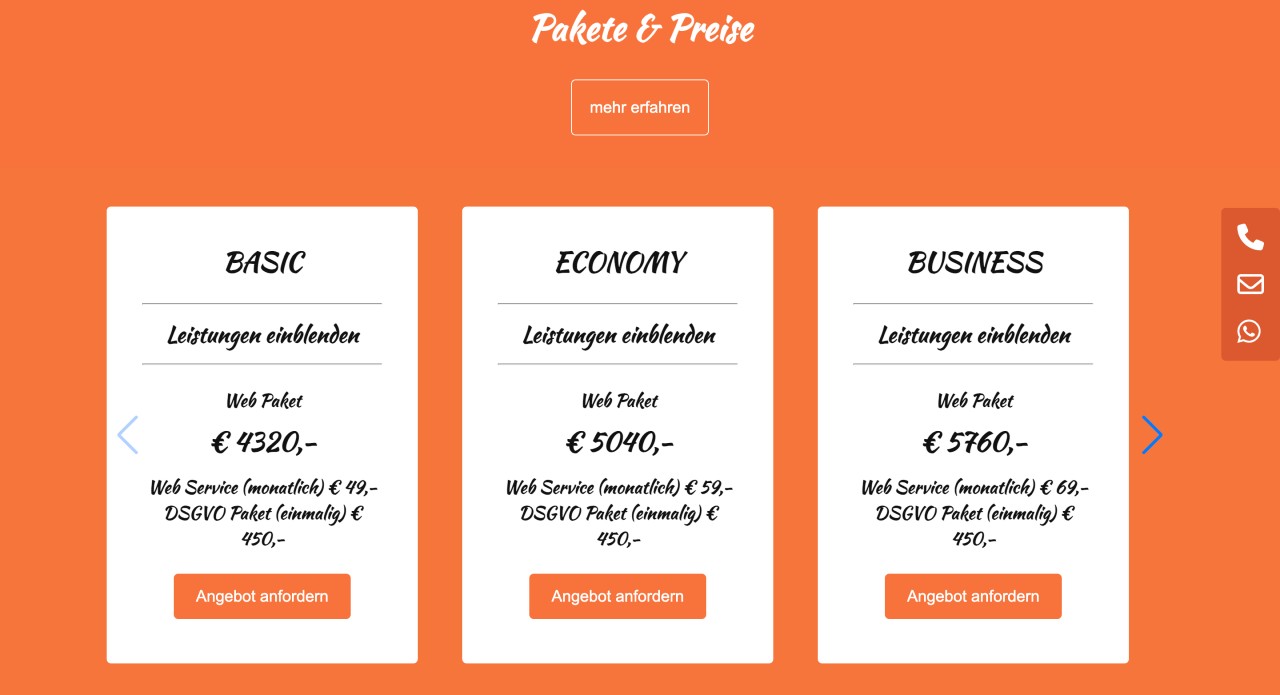 Pakete & Preise
mehr erfahren
BASIC
Leistungen einblenden
Web Paket
€ 4320,-
Web Service (monatlich) € 49,-
DSGVO Paket (einmalig) €
450,-
Angebot anfordern
ECONOMY
Leistungen einblenden
Web Paket
€ 5040,-
Web Service (monatlich) € 59,-
DSGVO Paket (einmalig) €
450,-
Angebot anfordern
BUSINESS
Leistungen einblenden
Web Paket
€ 5760,-
Web Service (monatlich) € 69,-
DSGVO Paket (einmalig) €
450,-
Angebot anfordern